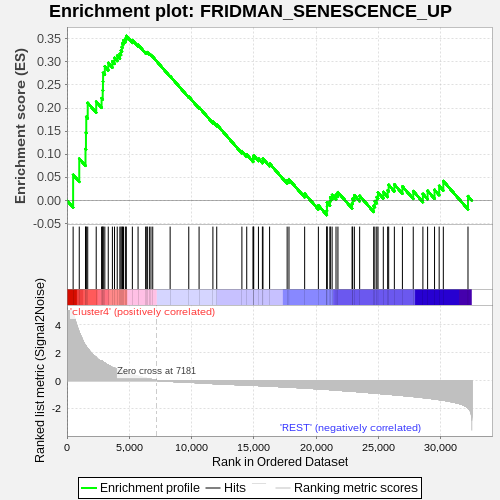 Enrichment plot: FRIDMAN_SENESCENCE_UP
Enrichment score (ES)
0.35
0.30
0.25
0.20
0.15
0.10
0.05
0.00
-0.05
'cluster4' (positively correlated)
Zero cross at 7181
'REST' (negatively correlated)
Ranked list metric (Signal2Noise)
4
2
0
-2
0
5,000
10,000
15,000
20,000
25,000
30,000
Rank in Ordered Dataset
Enrichment profile
Hits
Ranking metric scores